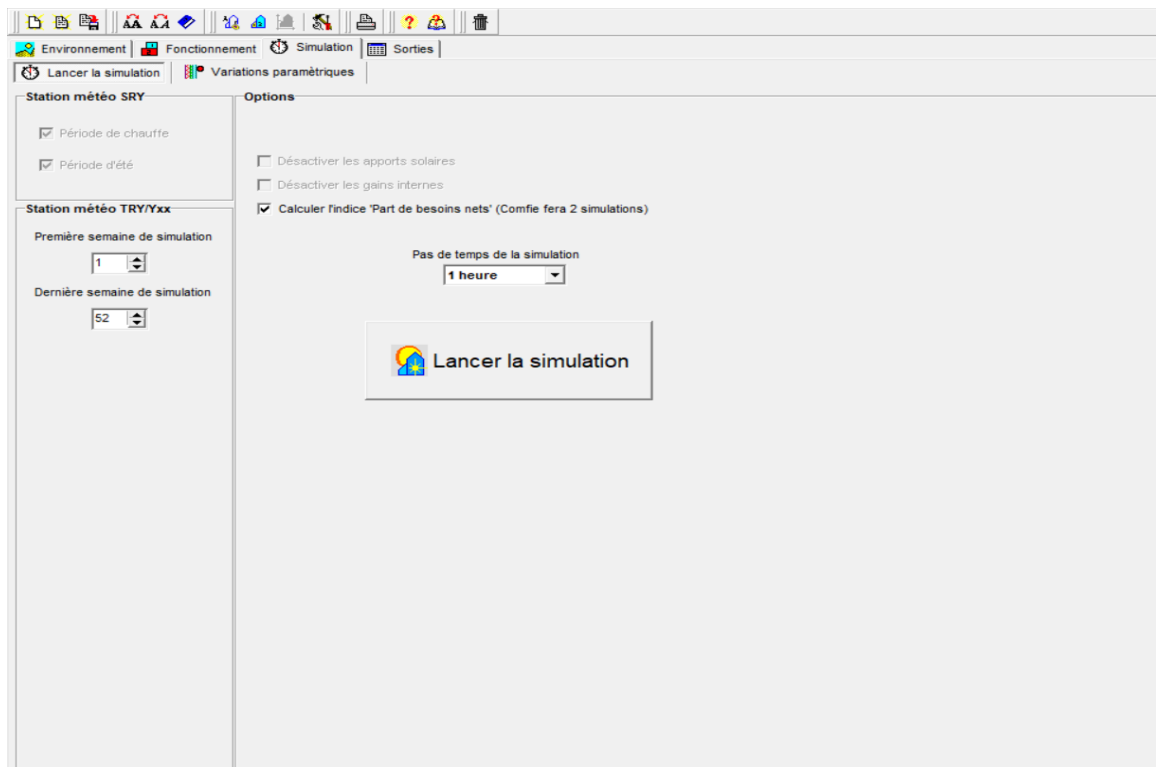 Environnement Fonctionnement Simulation Sorties
Lancer la simulation Variations paramètriques
Station météo SRY
Période de chauffe
Période d'été
Station météo TRY/Yxx
Première semaine de simulation
1
Dernière semaine de simulation
52
Options
Désactiver les apports solaires
Désactiver les gains internes
Calculer l'indice 'Part de besoins nets' (Comfie fera 2 simulations)
Pas de temps de la simulation
1 heure
Lancer la simulation